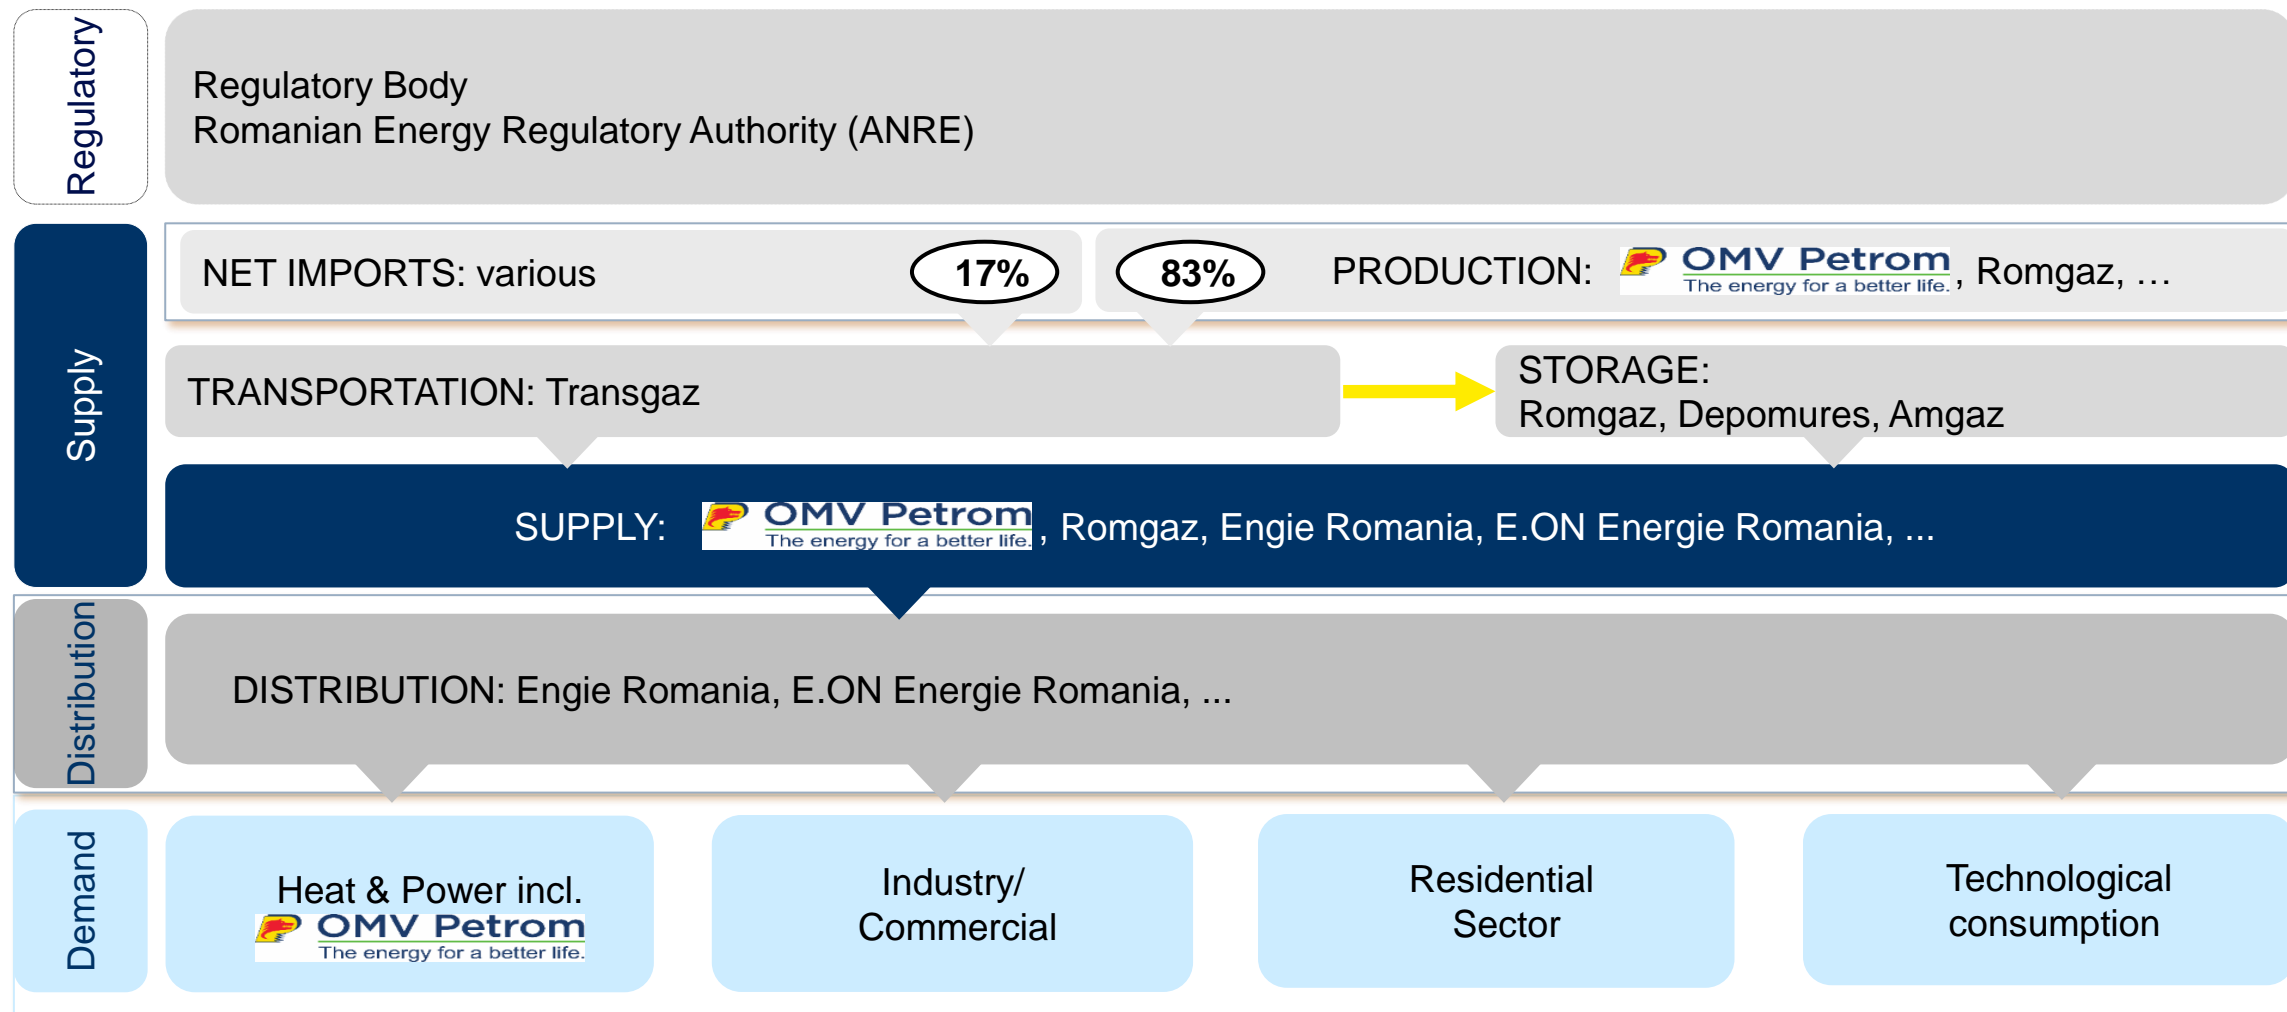 Regulatory
Regulatory Body
Romanian Energy Regulatory Authority (ANRE)
Supply
NET IMPORTS: various
17%
83%
PRODUCTION: OMV Petrom, Romgaz, …
The energy for a better life.
TRANSPORTATION: Transgaz
STORAGE:
Romgaz, Depomures, Amgaz
SUPPLY: OMV Petrom, Romgaz, Engie Romania, E.ON Energie Romania, ...
The energy for a better life.
Distribution
DISTRIBUTION: Engie Romania, E.ON Energie Romania, ...
Demand
Heat & Power incl.
OMV Petrom
The energy for a better life.
Industry/
Commercial
Residential
Sector
Technological
consumption